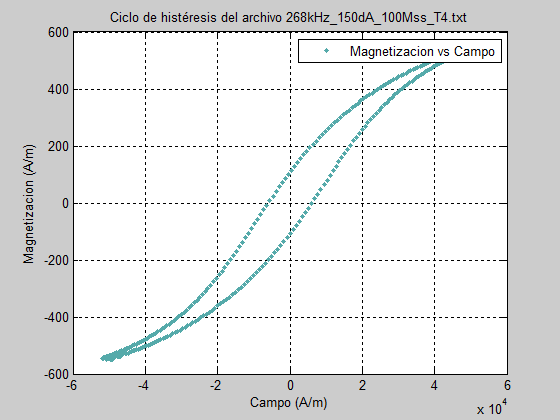 Ciclo de histéresis del archivo 268kHz_150dA_100Mss_T4.txt
Magnetizacion vs Campo
600
400
200
0
-200
-400
-600
Magnetizacion (A/m)
-6 -4 -2 0 2 4 6
Campo (A/m)
x 10^4